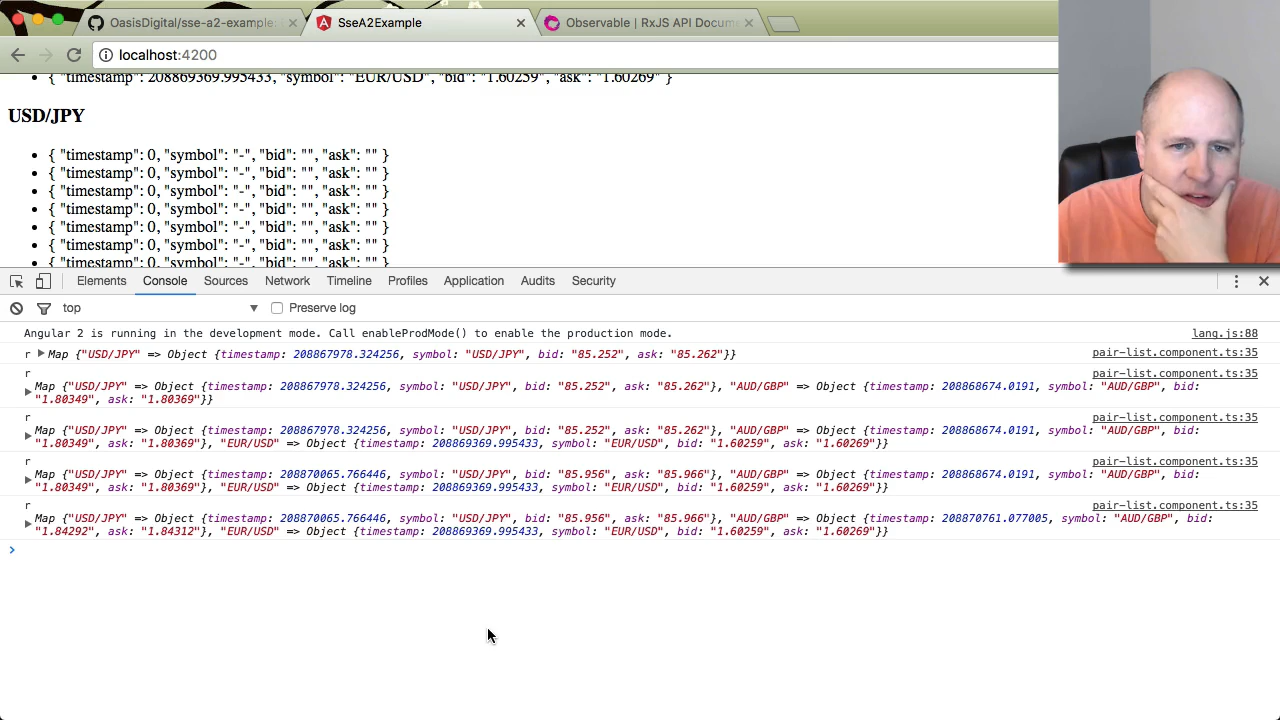 OasisDigital/sse-a2-example:
SseA2Example
Observable | RxJS API Docum
localhost:4200
{ "timestamp": 208869369.995433, "symbol": "EUR/USD", "bid": "1.60259", "ask": "1.60269" }
USD/JPY
{ "timestamp": 0, "symbol": "-", "bid": "", "ask": "" }
{ "timestamp": 0, "symbol": "-", "bid": "", "ask": "" }
{ "timestamp": 0, "symbol": "-", "bid": "", "ask": "" }
{ "timestamp": 0, "symbol": "-", "bid": "", "ask": "" }
{ "timestamp": 0, "symbol": "-", "bid": "", "ask": "" }
{ "timestamp": 0, "symbol": "-", "bid": "", "ask": "" }
{ "timestamp": 0, "symbol": "-", "bid": "", "ask": "" }
Elements Console Sources Network Timeline Profiles Application Audits Security
top Preserve log
Angular 2 is running in the development mode. Call enableProdMode() to enable the production mode. lang.js:88
r Map {"USD/JPY" => Object {timestamp: 208867978.324256, symbol: "USD/JPY", bid: "85.252", ask: "85.262"}} pair-list.component.ts:35
r pair-list.component.ts:35
Map {"USD/JPY" => Object {timestamp: 208867978.324256, symbol: "USD/JPY", bid: "85.252", ask: "85.262"}, "AUD/GBP" => Object {timestamp: 208868674.0191, symbol: "AUD/GBP", bid:
"1.80349", ask: "1.80369"}}
r pair-list.component.ts:35
Map {"USD/JPY" => Object {timestamp: 208867978.324256, symbol: "USD/JPY", bid: "85.252", ask: "85.262"}, "AUD/GBP" => Object {timestamp: 208868674.0191, symbol: "AUD/GBP", bid:
"1.80349", ask: "1.80369"}, "EUR/USD" => Object {timestamp: 208869369.995433, symbol: "EUR/USD", bid: "1.60259", ask: "1.60269"}}
r pair-list.component.ts:35
Map {"USD/JPY" => Object {timestamp: 208870065.766446, symbol: "USD/JPY", bid: "85.956", ask: "85.966"}, "AUD/GBP" => Object {timestamp: 208868674.0191, symbol: "AUD/GBP", bid:
"1.80349", ask: "1.80369"}, "EUR/USD" => Object {timestamp: 208869369.995433, symbol: "EUR/USD", bid: "1.60259", ask: "1.60269"}}
r pair-list.component.ts:35
Map {"USD/JPY" => Object {timestamp: 208870065.766446, symbol: "USD/JPY", bid: "85.956", ask: "85.966"}, "AUD/GBP" => Object {timestamp: 208870761.077005, symbol: "AUD/GBP", bid:
"1.84292", ask: "1.84312"}, "EUR/USD" => Object {timestamp: 208869369.995433, symbol: "EUR/USD", bid: "1.60259", ask: "1.60269"}}